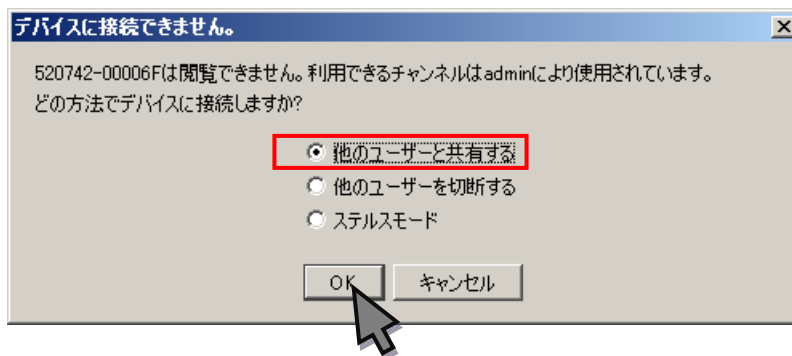 デバイスに接続できません。
520742-00006Fは閲覧できません。利用できるチャンネルはadminにより使用されています。
どの方法でデバイスに接続しますか?
他のユーザーと共有する
他のユーザーを切断する
ステルスモード
OK
キャンセル